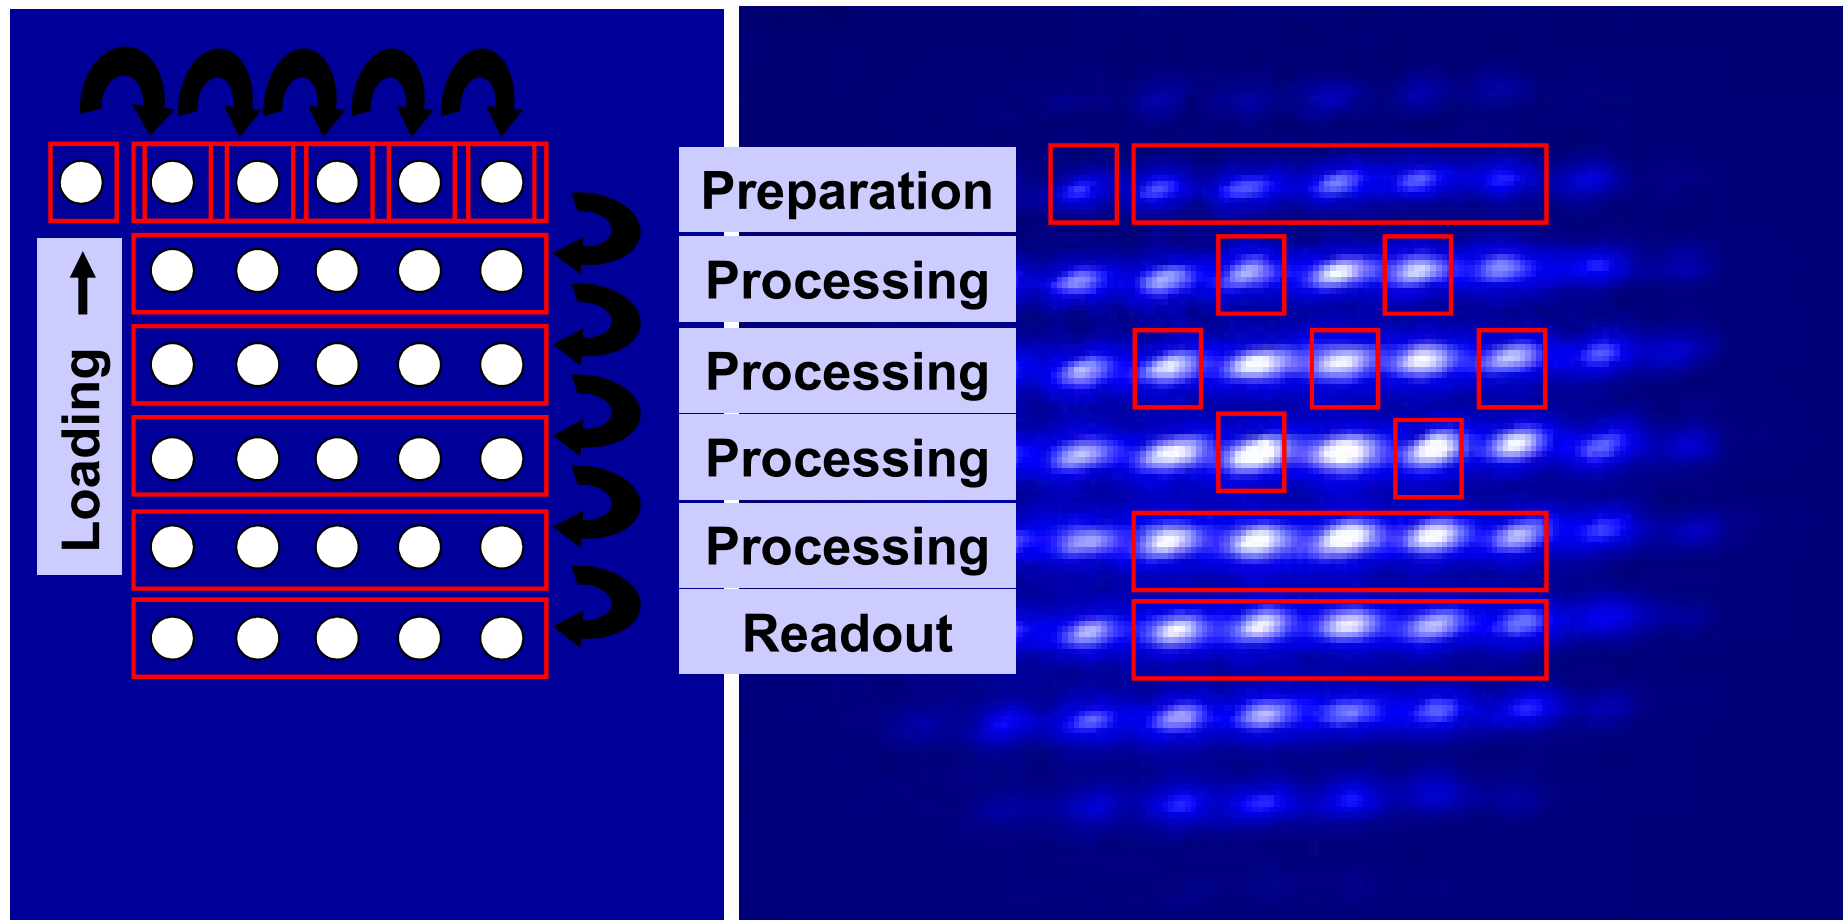 Preparation
Processing
Processing
Processing
Processing
Readout
Loading